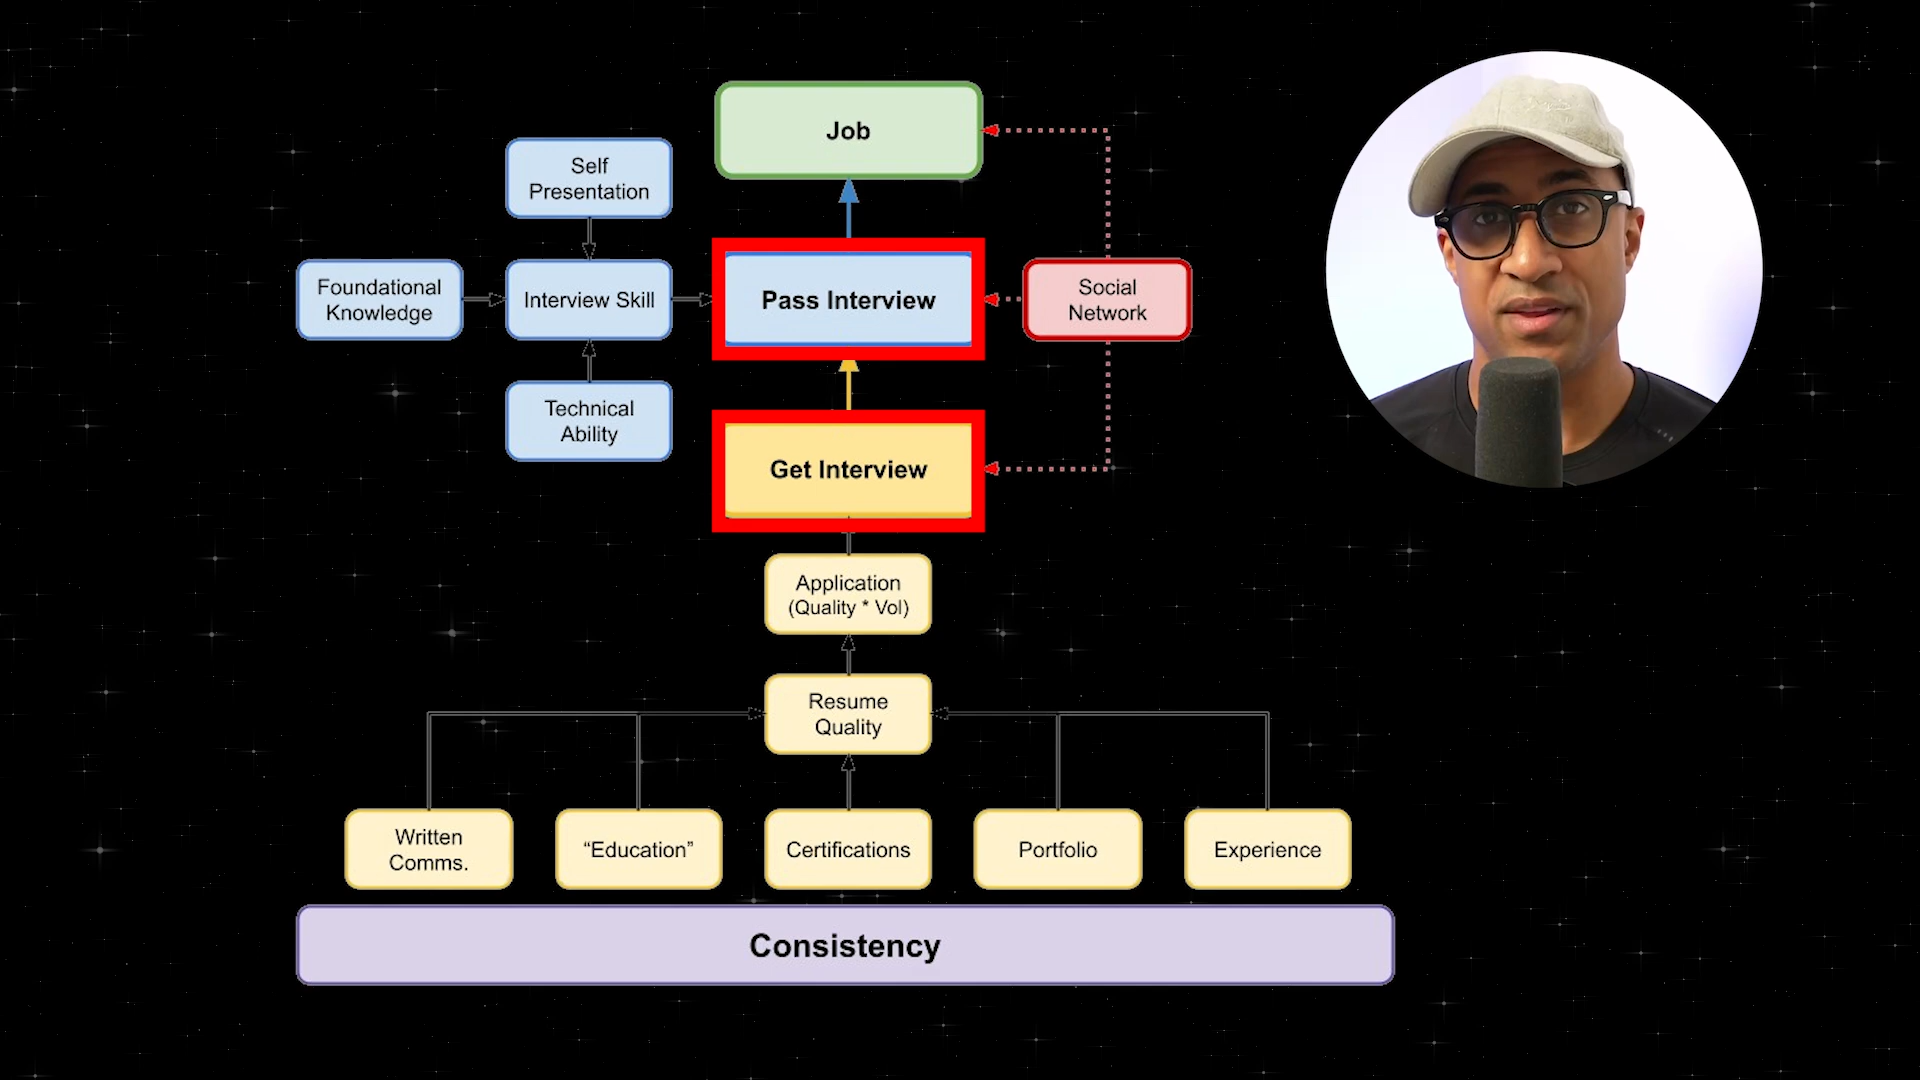 Job
Self
Presentation
Foundational
Knowledge
Interview Skill
Pass Interview
Social
Network
Technical
Ability
Get Interview
Application
(Quality * Vol)
Resume
Quality
Written
Comms.
“Education”
Certifications
Portfolio
Experience
Consistency